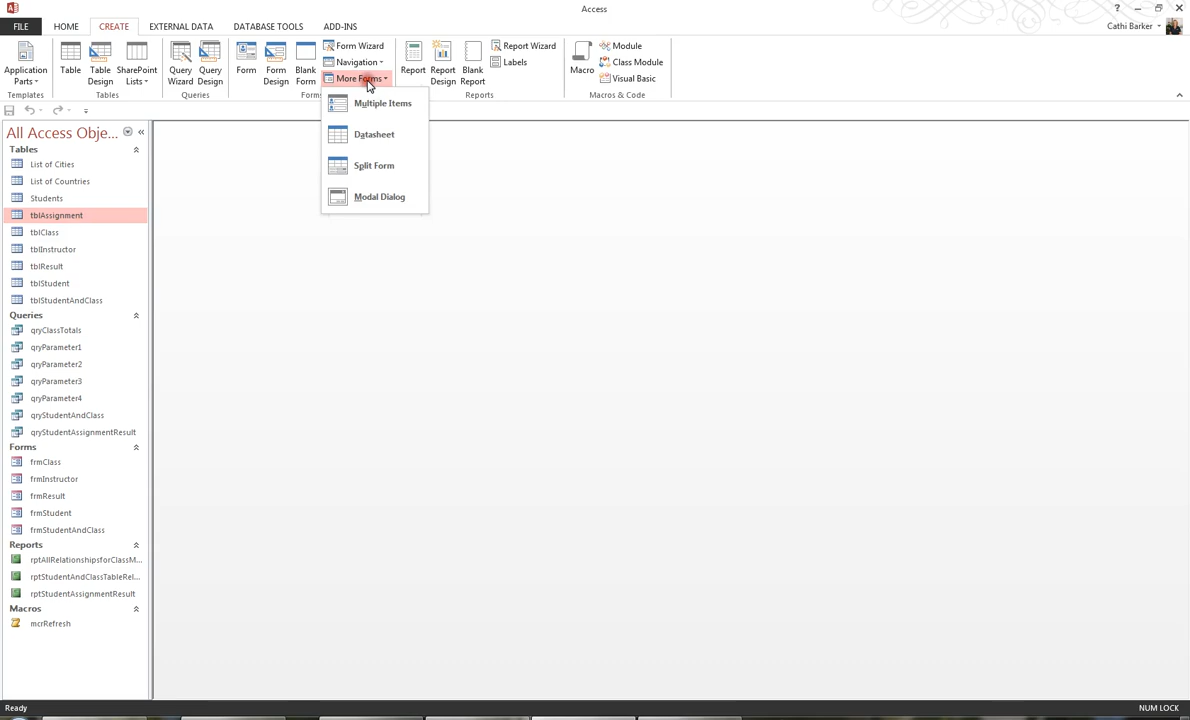 Access
?
Cathi Barker
FILE HOME CREATE EXTERNAL DATA DATABASE TOOLS ADD-INS
Application Parts
Table
Table Design
SharePoint Lists
Query Wizard
Query Design
Form
Form Design
Blank Form
Form Wizard
Navigation
More Forms
Report
Report Design
Blank Report
Report Wizard
Labels
Macro
Module
Class Module
Visual Basic
Templates Tables Queries Forms Reports Macros & Code
Multiple Items
Datasheet
Split Form
Modal Dialog
All Access Obje...
Tables
List of Cities
List of Countries
Students
tblAssignment
tblClass
tblInstructor
tblResult
tblStudent
tblStudentAndClass
Queries
qryClassTotals
qryParameter1
qryParameter2
qryParameter3
qryParameter4
qryStudentAndClass
qryStudentAssignmentResult
Forms
frmClass
frmInstructor
frmResult
frmStudent
frmStudentAndClass
Reports
rptAllRelationshipsforClassM...
rptStudentAndClassTableRel...
rptStudentAssignmentResult
Macros
mcrRefresh
Ready
NUM LOCK